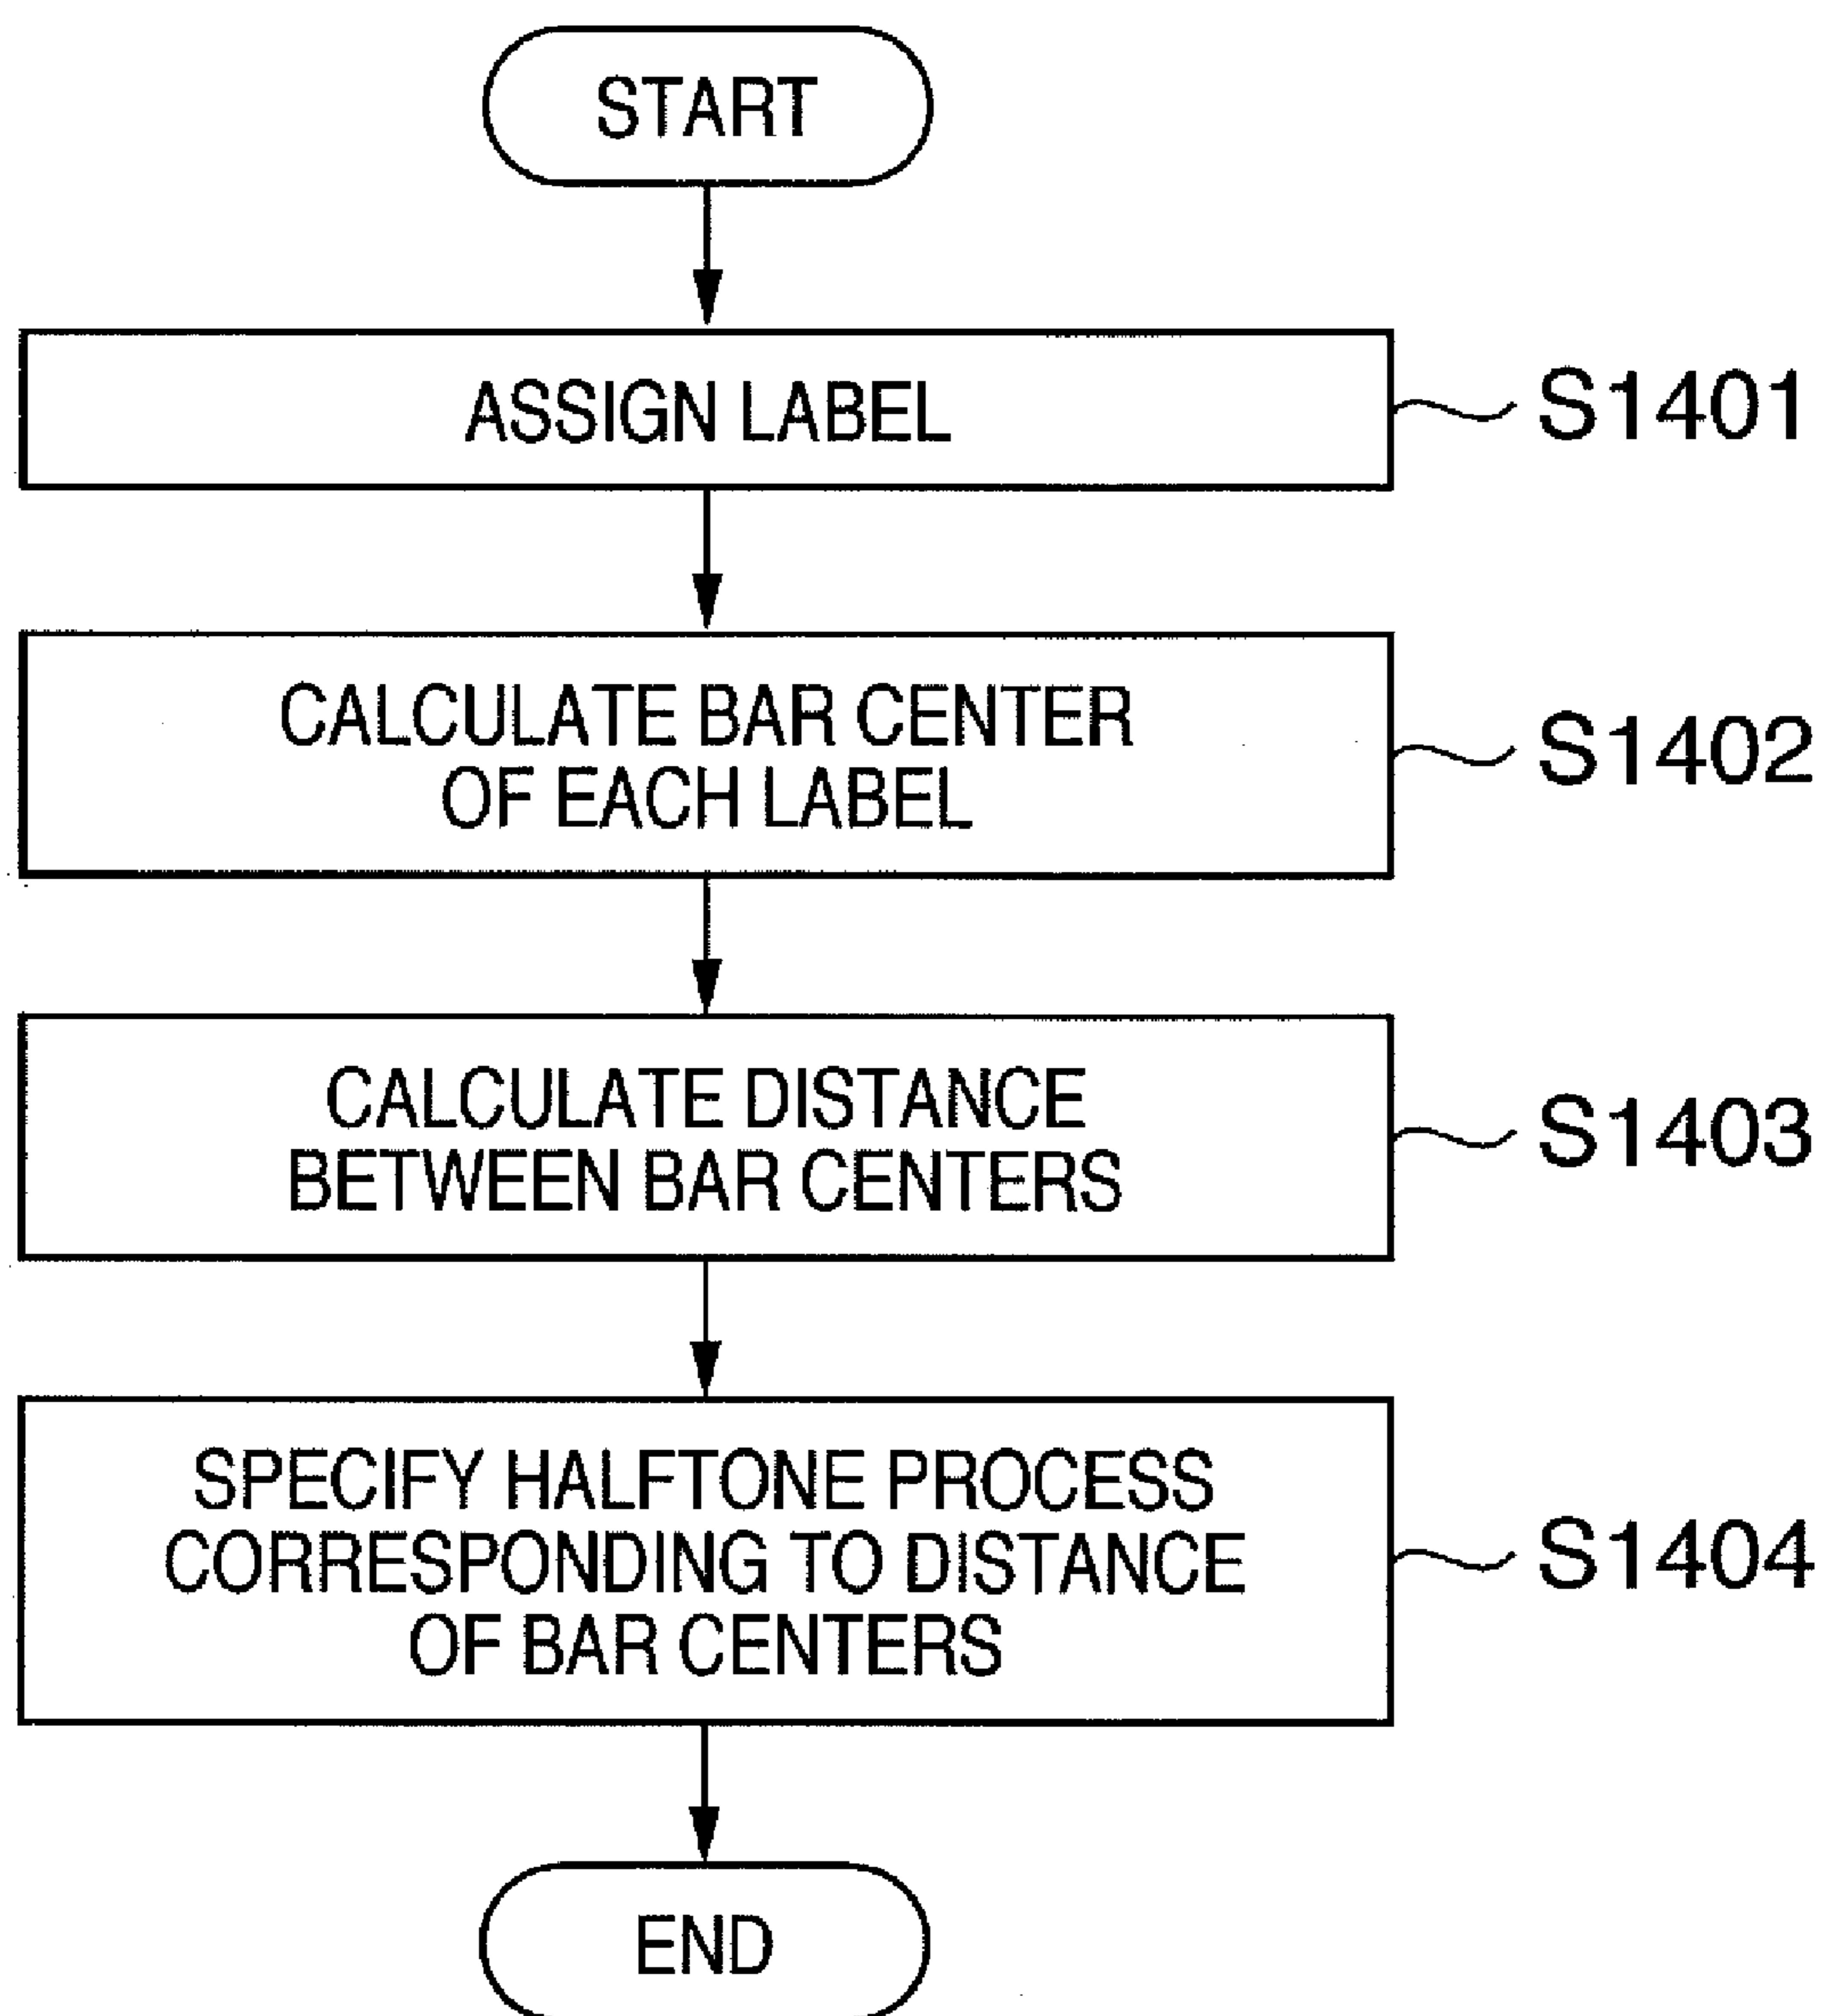 START
ASSIGN LABEL
S1401
CALCULATE BAR CENTER
OF EACH LABEL
S1402
CALCULATE DISTANCE
BETWEEN BAR CENTERS
S1403
SPECIFY HALFTONE PROCESS
CORRESPONDING TO DISTANCE
OF BAR CENTERS
S1404
END